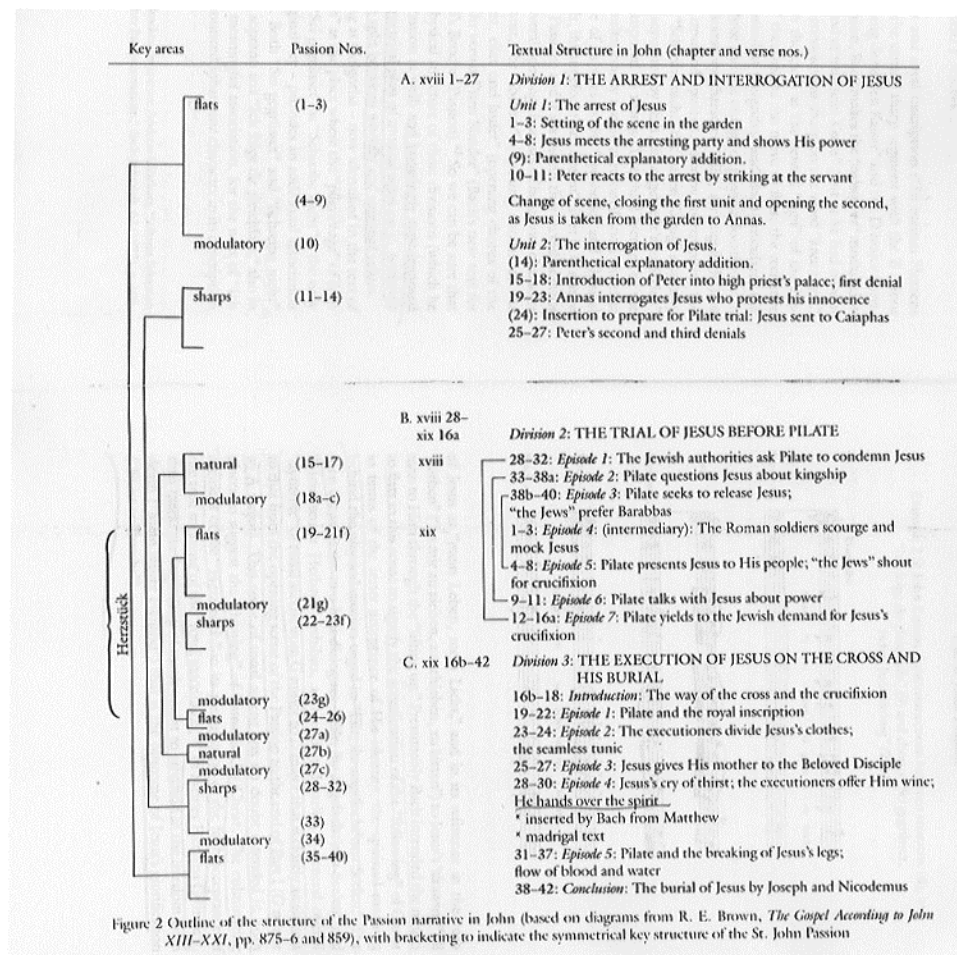 Key areas Passion Nos. Textual Structure in John (chapter and verse nos.)
A. xviii 1–27 Division 1: THE ARREST AND INTERROGATION OF JESUS
flats (1–3) Unit 1: The arrest of Jesus
1–3: Setting of the scene in the garden
4–8: Jesus meets the arresting party and shows His power
(9): Parenthetical explanatory addition.
10–11: Peter reacts to the arrest by striking at the servant
(4–9) Change of scene, closing the first unit and opening the second,
as Jesus is taken from the garden to Annas.
modulatory (10) Unit 2: The interrogation of Jesus.
(14): Parenthetical explanatory addition.
15–18: Introduction of Peter into high priest's palace; first denial
sharps (11–14) 19–23: Annas interrogates Jesus who protests his innocence
(24): Insertion to prepare for Pilate trial: Jesus sent to Caiaphas
25–27: Peter's second and third denials
B. xviii 28–
xix 16a Division 2: THE TRIAL OF JESUS BEFORE PILATE
natural (15–17) xviii 28–32: Episode 1: The Jewish authorities ask Pilate to condemn Jesus
33–38a: Episode 2: Pilate questions Jesus about kingship
modulatory (18a–c) 38b–40: Episode 3: Pilate seeks to release Jesus;
"the Jews" prefer Barabbas
flats (19–21f) xix 1–3: Episode 4: (intermediary): The Roman soldiers scourge and
mock Jesus
4–8: Episode 5: Pilate presents Jesus to His people; "the Jews" shout
for crucifixion
modulatory (21g) 9–11: Episode 6: Pilate talks with Jesus about power
sharps (22–23f) 12–16a: Episode 7: Pilate yields to the Jewish demand for Jesus's
crucifixion
Herzstück
C. xix 16b–42 Division 3: THE EXECUTION OF JESUS ON THE CROSS AND
HIS BURIAL
modulatory (23g) 16b–18: Introduction: The way of the cross and the crucifixion
flats (24–26) 19–22: Episode 1: Pilate and the royal inscription
modulatory (27a) 23–24: Episode 2: The executioners divide Jesus's clothes;
natural (27b) the seamless tunic
modulatory (27c) 25–27: Episode 3: Jesus gives His mother to the Beloved Disciple
sharps (28–32) 28–30: Episode 4: Jesus's cry of thirst; the executioners offer Him wine;
He hands over the spirit
(33) * inserted by Bach from Matthew
modulatory (34) * madrigal text
flats (35–40) 31–37: Episode 5: Pilate and the breaking of Jesus's legs;
flow of blood and water
38–42: Conclusion: The burial of Jesus by Joseph and Nicodemus
Figure 2 Outline of the structure of the Passion narrative in John (based on diagrams from R. E. Brown, The Gospel According to John
XIII–XXI, pp. 875–6 and 859), with bracketing to indicate the symmetrical key structure of the St. John Passion